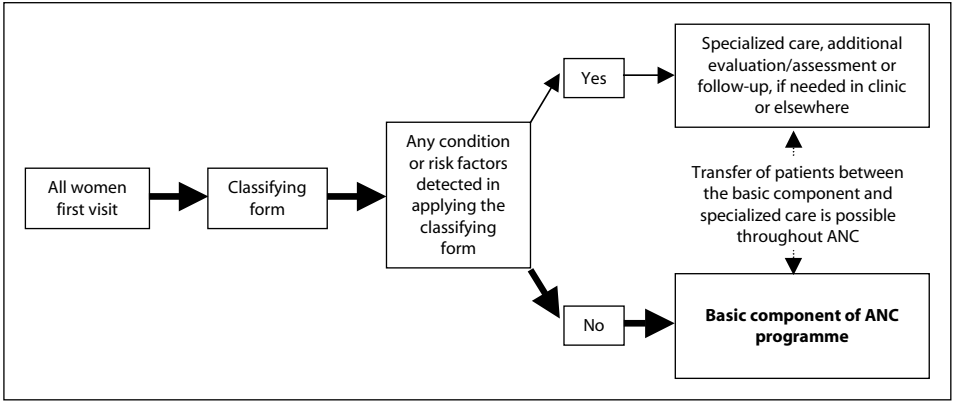 All women
first visit
Classifying
form
Any condition
or risk factors
detected in
applying the
classifying
form
Yes
No
Specialized care, additional
evaluation/assessment or
follow-up, if needed in clinic
or elsewhere
Transfer of patients between
the basic component and
specialized care is possible
throughout ANC
Basic component of ANC
programme